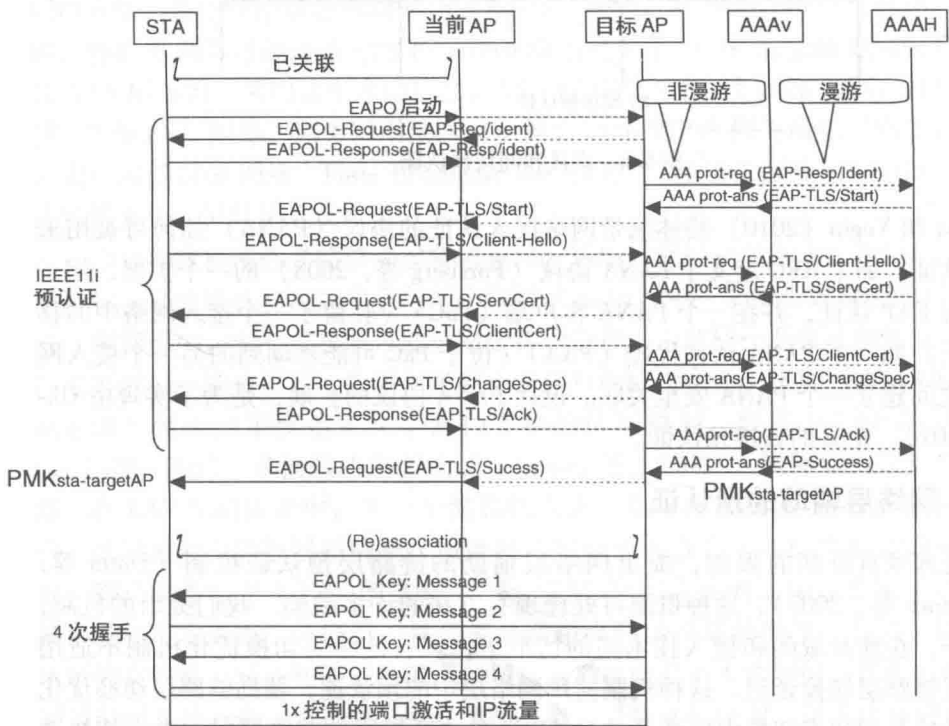 STA
当前AP
目标AP
AAAv
AAAH
已关联
非漫游
漫游
EAPO启动
EAPOL-Request(EAP-Req/ident)
EAPOL-Response(EAP-Resp/ident)
AAA prot-req (EAP-Resp/Ident)
AAA prot-ans (EAP-TLS/Start)
EAPOL-Request(EAP-TLS/Start)
EAPOL-Response(EAP-TLS/Client-Hello)
AAA prot-req (EAP-TLS/Client-Hello)
AAA prot-ans (EAP-TLS/ServCert)
IEEE11i
预认证
EAPOL-Request(EAP-TLS/ServCert)
EAPOL-Response(EAP-TLS/ClientCert)
AAA prot-req(EAP-TLS/ClientCert)
AAA prot-ans(EAP-TLS/ChangeSpec)
EAPOL-Request(EAP-TLS/ChangeSpec)
EAPOL-Response(EAP-TLS/Ack)
AAAprot-req(EAP-TLS/Ack)
AAA prot-ans(EAP-Success)
EAPOL-Request(EAP-TLS/Sucess)
PMKsta-targetAP
PMKsta-targetAP
(Re)association
EAPOL Key: Message 1
EAPOL Key: Message 2
4次握手
EAPOL Key: Message 3
EAPOL Key: Message 4
1x 控制的端口激活和IP流量